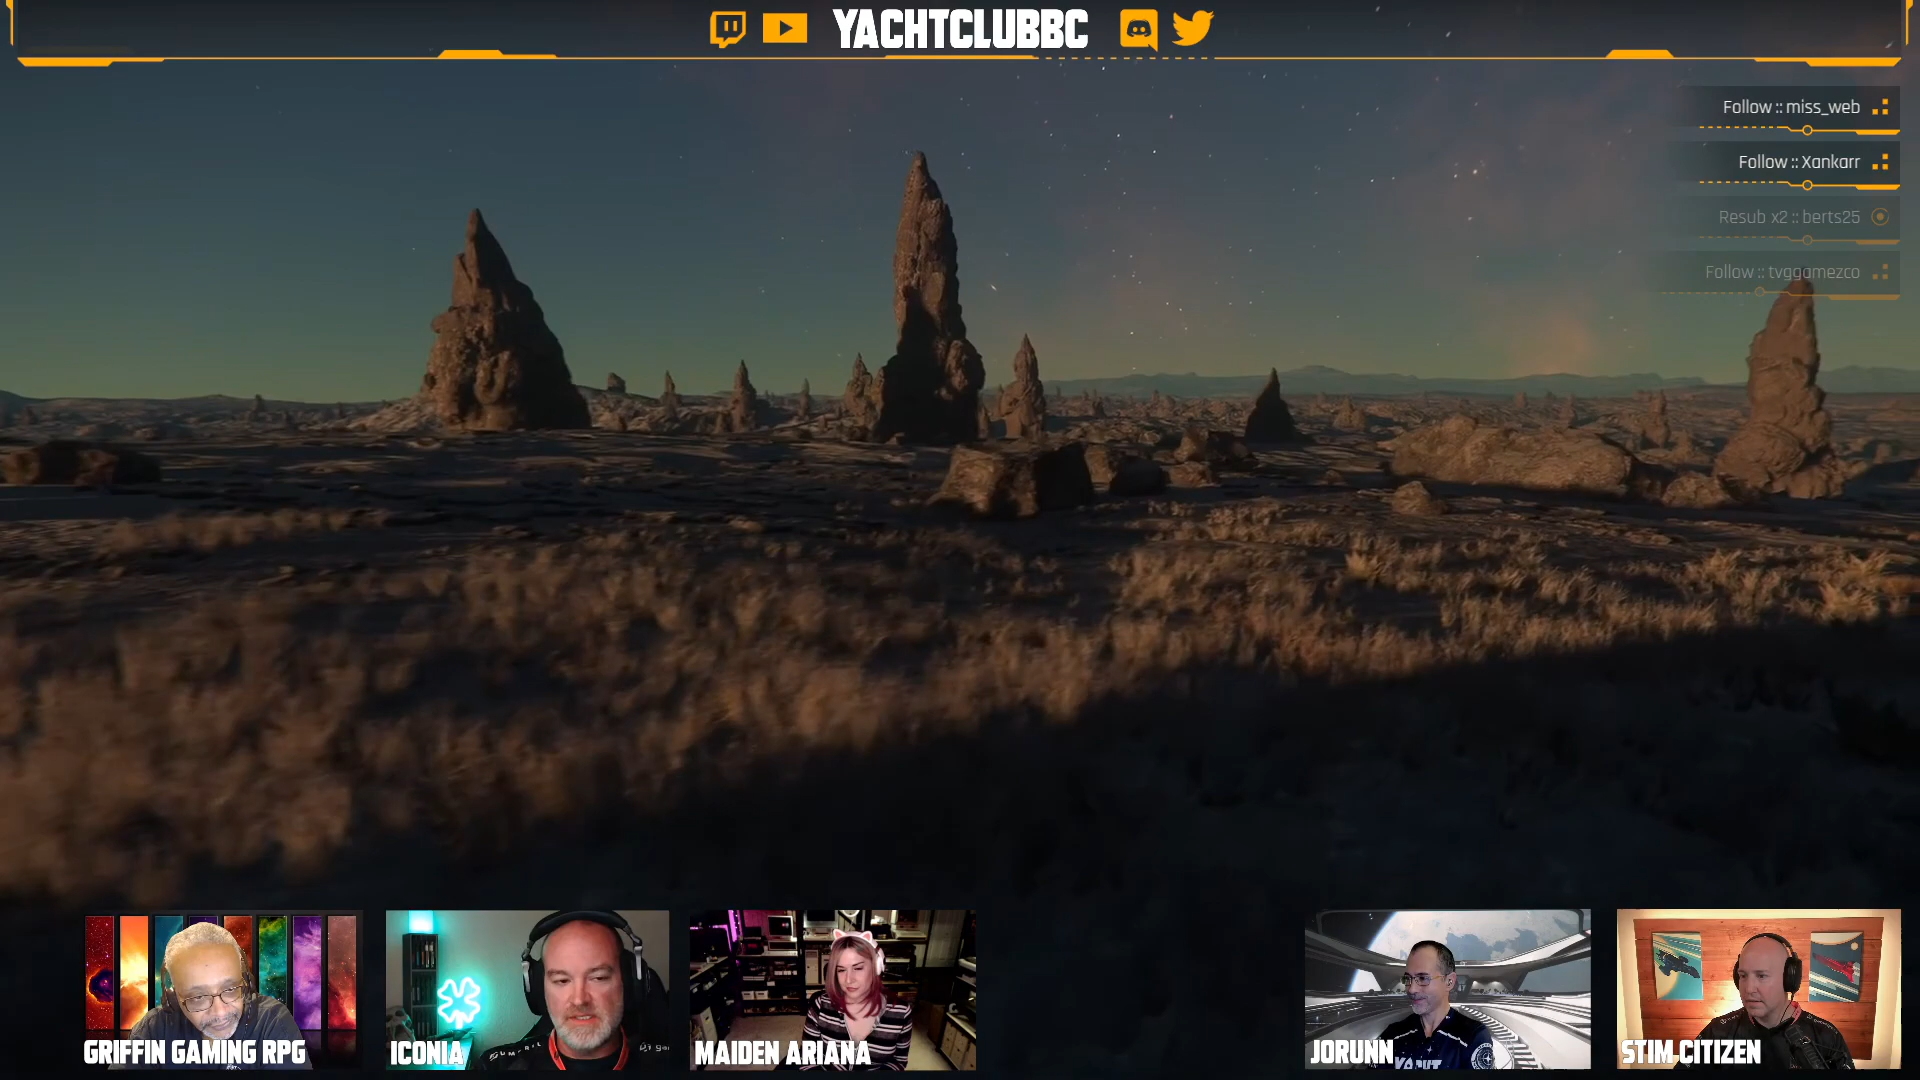 YACHTCLUBBC
Follow :: miss_web
Follow :: Xankarr
Resub x2 :: berts25
Follow :: tvggamezco
GRIFFIN GAMING RPG
ICONIA
MAIDEN ARIANA
JORUNN
STIM CITIZEN